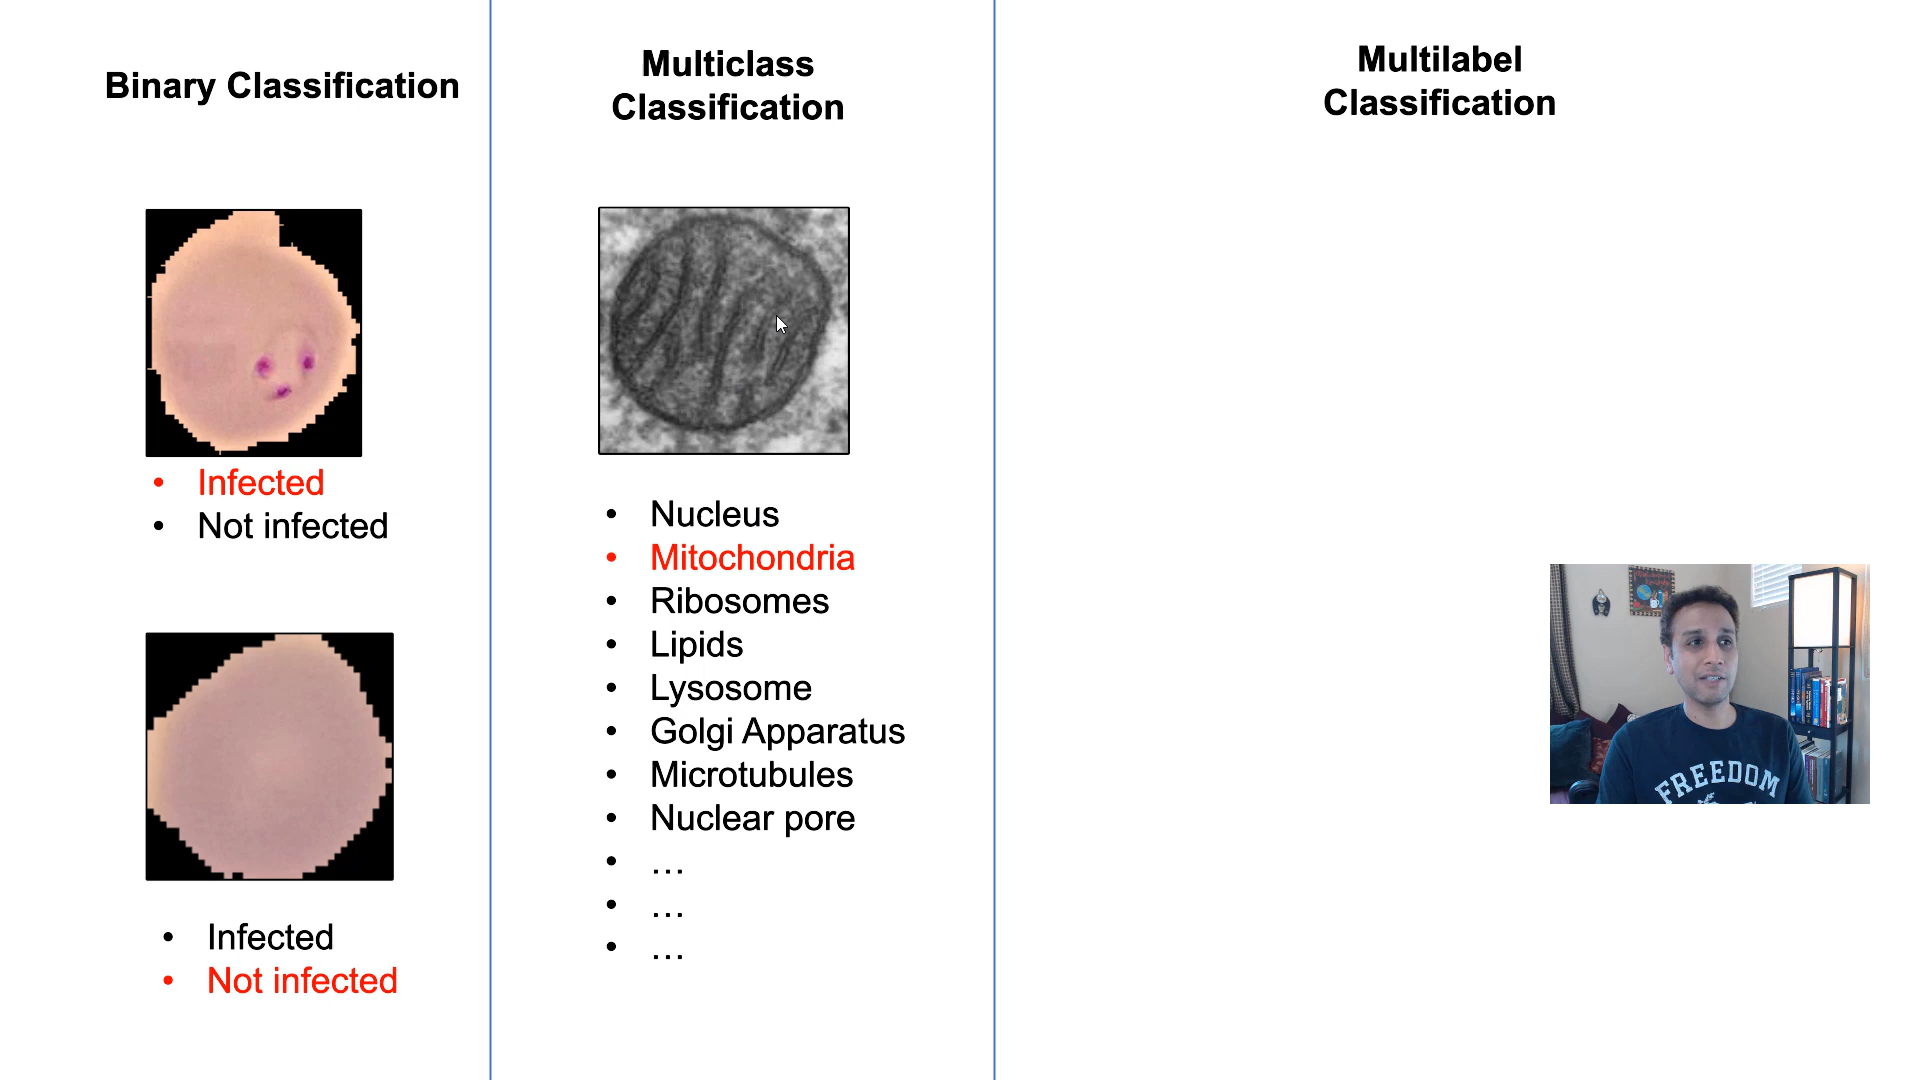 Binary Classification
Infected
Not infected
Infected
Not infected
Multiclass
Classification
Nucleus
Mitochondria
Ribosomes
Lipids
Lysosome
Golgi Apparatus
Microtubules
Nuclear pore
…
…
…
Multilabel
Classification
FREEDOM